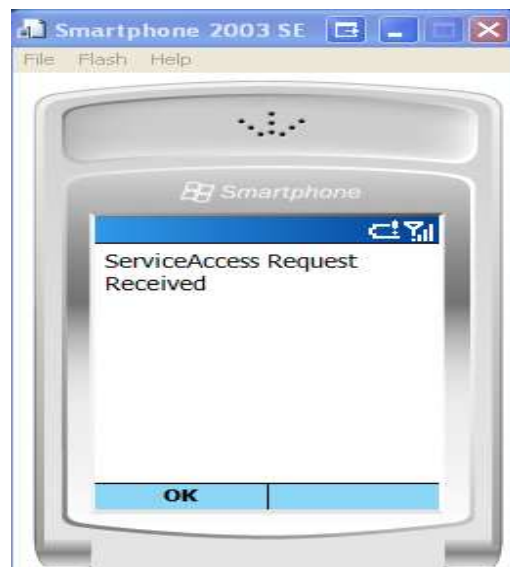 Smartphone 2003 SE
File Flash Help
Smartphone
ServiceAccess Request
Received
OK